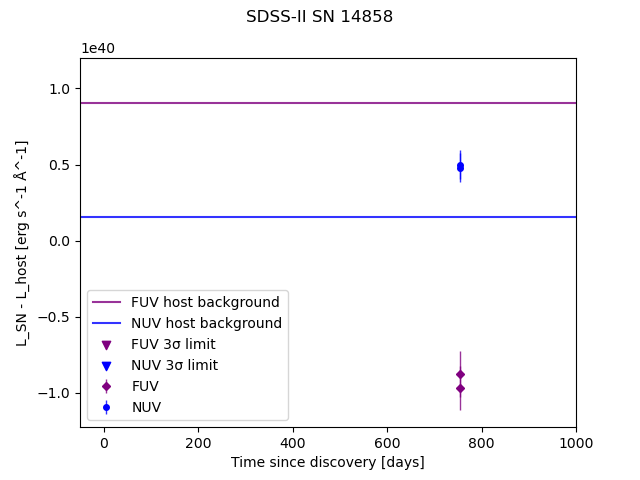 SDSS-II SN 14858
1e40
1.0
0.5
0.0
−0.5
−1.0
L_SN - L_host [erg s^-1 Å^-1]
FUV host background
NUV host background
FUV 3σ limit
NUV 3σ limit
FUV
NUV
0 200 400 600 800 1000
Time since discovery [days]